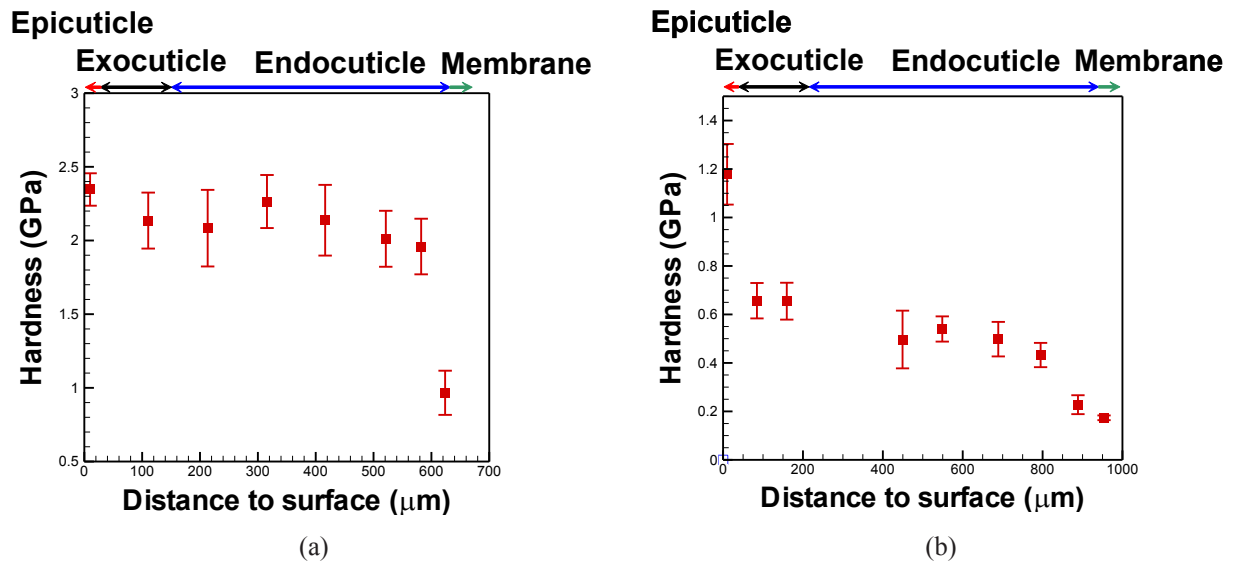 Epicuticle
Exocuticle Endocuticle Membrane
3
2.5
2
1.5
1
0.5
0 100 200 300 400 500 600 700
Hardness (GPa)
Distance to surface (μm)
(a)
Epicuticle
Exocuticle Endocuticle Membrane
1.4
1.2
1
0.8
0.6
0.4
0.2
0
0 200 400 600 800 1000
Hardness (GPa)
Distance to surface (μm)
(b)